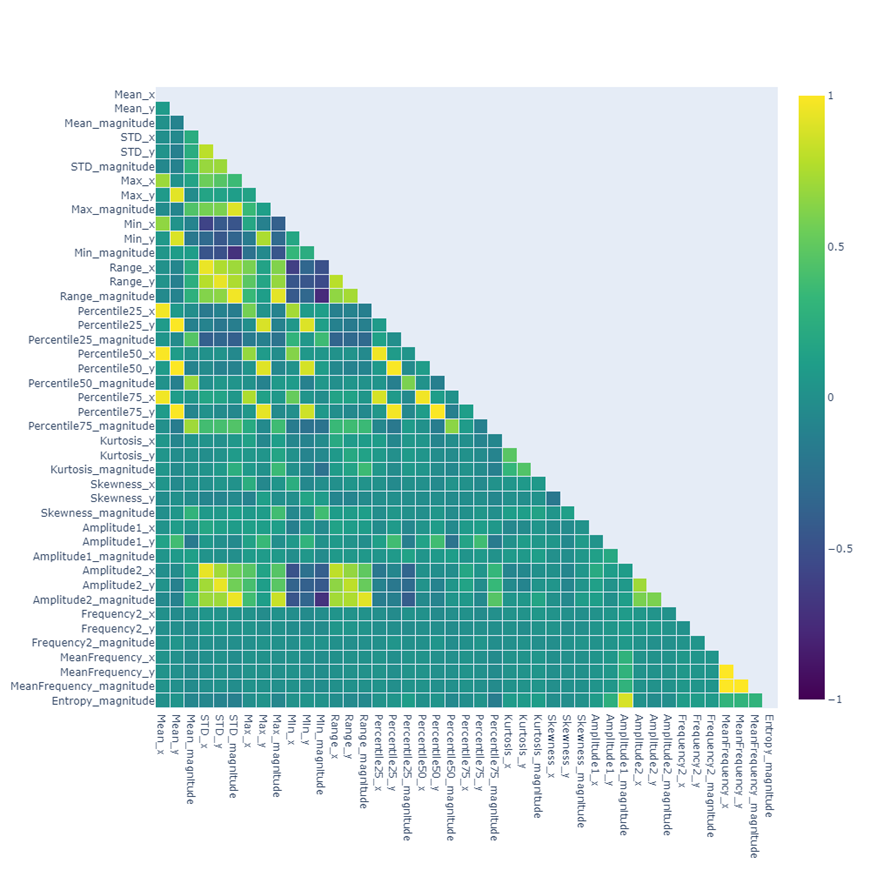 Mean_x
Mean_y
Mean_magnitude
STD_x
STD_y
STD_magnitude
Max_x
Max_y
Max_magnitude
Min_x
Min_y
Min_magnitude
Range_x
Range_y
Range_magnitude
Percentile25_x
Percentile25_y
Percentile25_magnitude
Percentile50_x
Percentile50_y
Percentile50_magnitude
Percentile75_x
Percentile75_y
Percentile75_magnitude
Kurtosis_x
Kurtosis_y
Kurtosis_magnitude
Skewness_x
Skewness_y
Skewness_magnitude
Amplitude1_x
Amplitude1_y
Amplitude1_magnitude
Amplitude2_x
Amplitude2_y
Amplitude2_magnitude
Frequency2_x
Frequency2_y
Frequency2_magnitude
MeanFrequency_x
MeanFrequency_y
MeanFrequency_magnitude
Entropy_magnitude
Mean_x
Mean_y
Mean_magnitude
STD_x
STD_y
STD_magnitude
Max_x
Max_y
Max_magnitude
Min_x
Min_y
Min_magnitude
Range_x
Range_y
Range_magnitude
Percentile25_x
Percentile25_y
Percentile25_magnitude
Percentile50_x
Percentile50_y
Percentile50_magnitude
Percentile75_x
Percentile75_y
Percentile75_magnitude
Kurtosis_x
Kurtosis_y
Kurtosis_magnitude
Skewness_x
Skewness_y
Skewness_magnitude
Amplitude1_x
Amplitude1_y
Amplitude1_magnitude
Amplitude2_x
Amplitude2_y
Amplitude2_magnitude
Frequency2_x
Frequency2_y
Frequency2_magnitude
MeanFrequency_x
MeanFrequency_y
MeanFrequency_magnitude
Entropy_magnitude
1
0.5
0
−0.5
−1